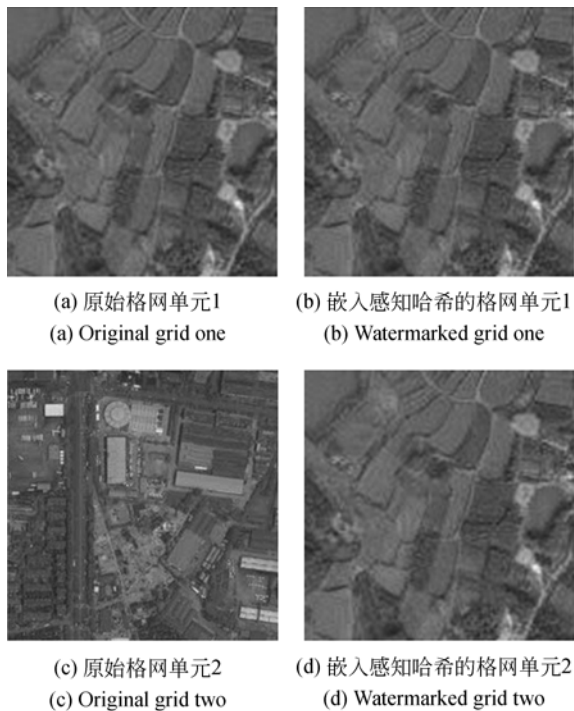 (a) 原始格网单元1
(a) Original grid one
(b) 嵌入感知哈希的格网单元1
(b) Watermarked grid one
(c) 原始格网单元2
(c) Original grid two
(d) 嵌入感知哈希的格网单元2
(d) Watermarked grid two